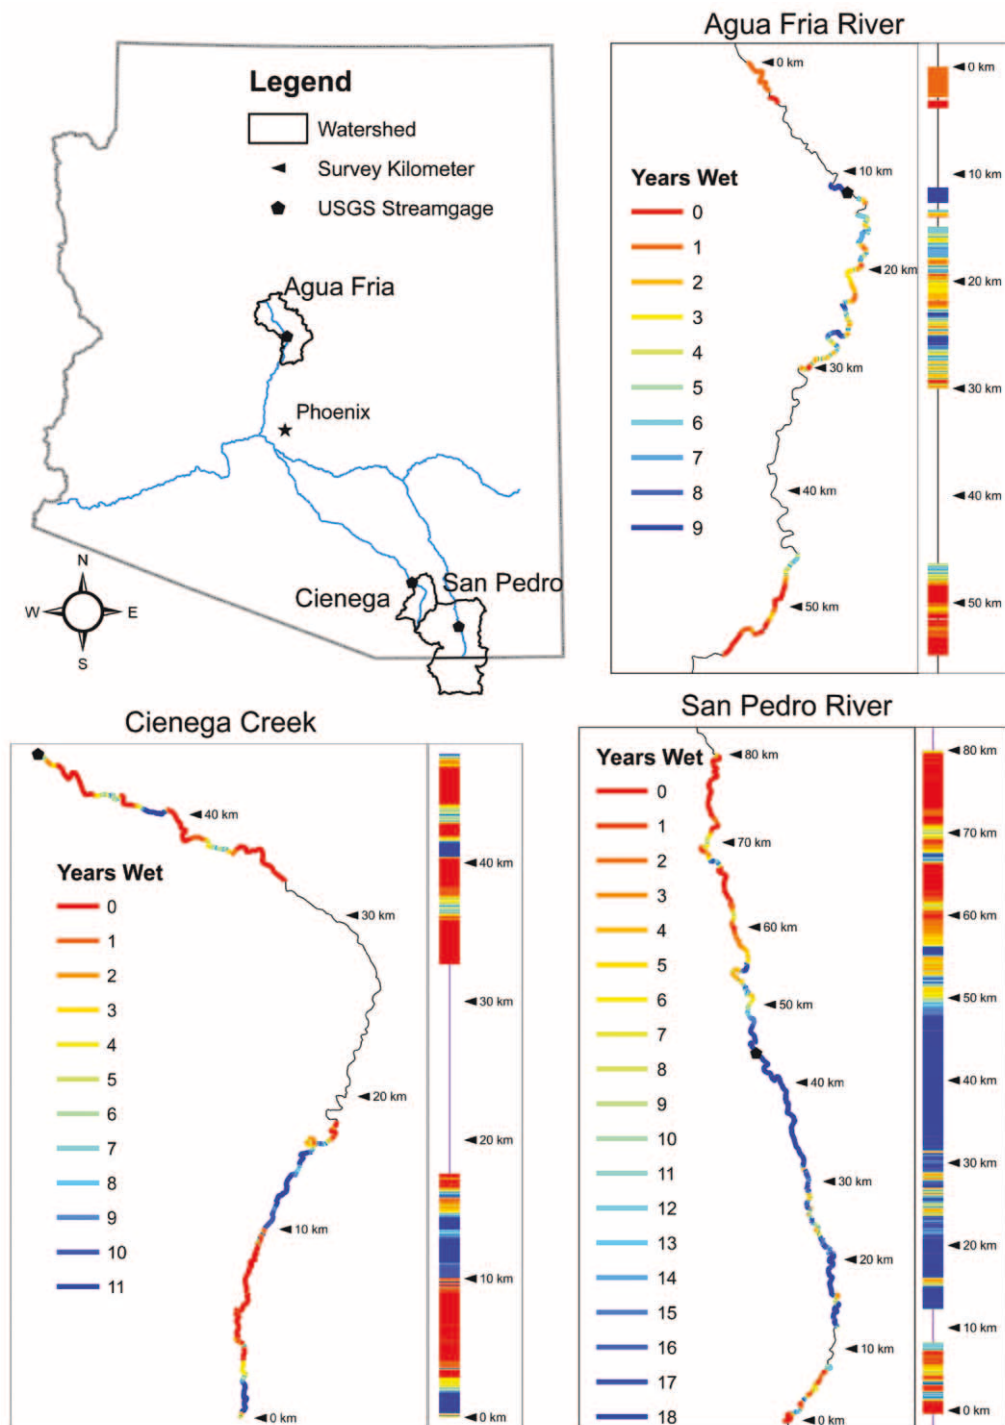 Legend
Watershed
Survey Kilometer
USGS Streamgage
Agua Fria
Phoenix
Cienega
San Pedro
N
W
E
S
Agua Fria River
0 km
10 km
20 km
30 km
40 km
50 km
Years Wet
0
1
2
3
4
5
6
7
8
9
0 km
10 km
20 km
30 km
40 km
50 km
Cienega Creek
40 km
30 km
20 km
10 km
0 km
Years Wet
0
1
2
3
4
5
6
7
8
9
10
11
40 km
30 km
20 km
10 km
0 km
San Pedro River
Years Wet
0
1
2
3
4
5
6
7
8
9
10
11
12
13
14
15
16
17
18
80 km
70 km
60 km
50 km
40 km
30 km
20 km
10 km
0 km
80 km
70 km
60 km
50 km
40 km
30 km
20 km
10 km
0 km